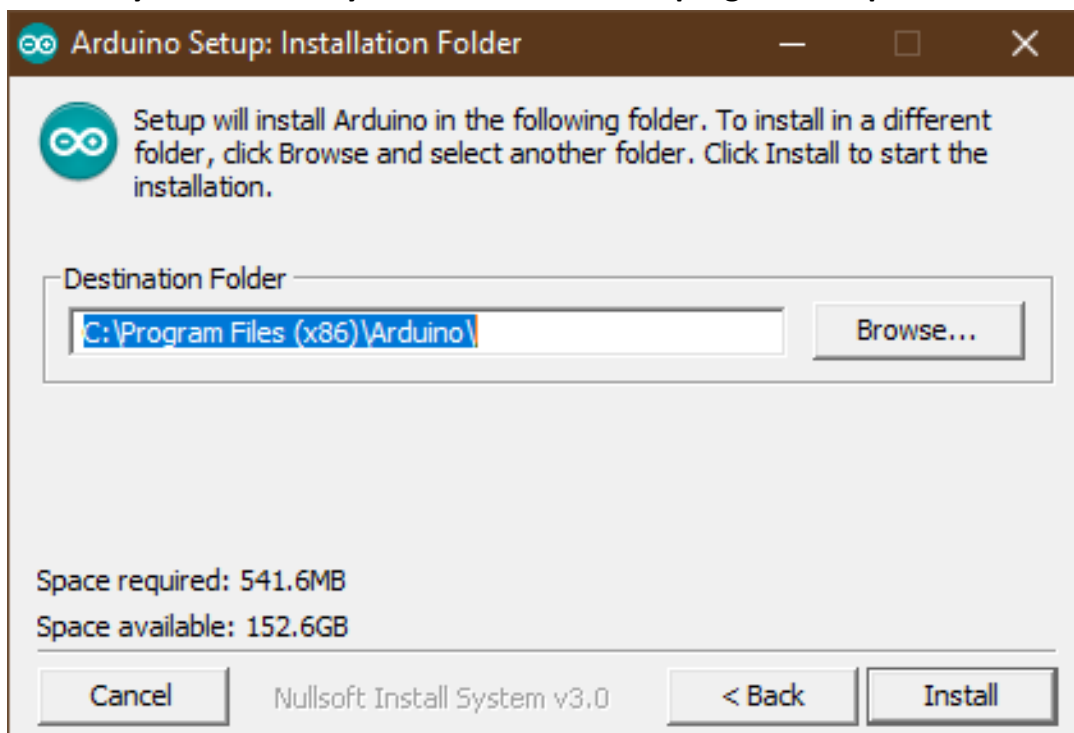 Arduino Setup: Installation Folder
Setup will install Arduino in the following folder. To install in a different
folder, click Browse and select another folder. Click Install to start the
installation.
Destination Folder
C:\Program Files (x86)\Arduino\
Browse...
Space required: 541.6MB
Space available: 152.6GB
Cancel
Nullsoft Install System v3.0
< Back
Install